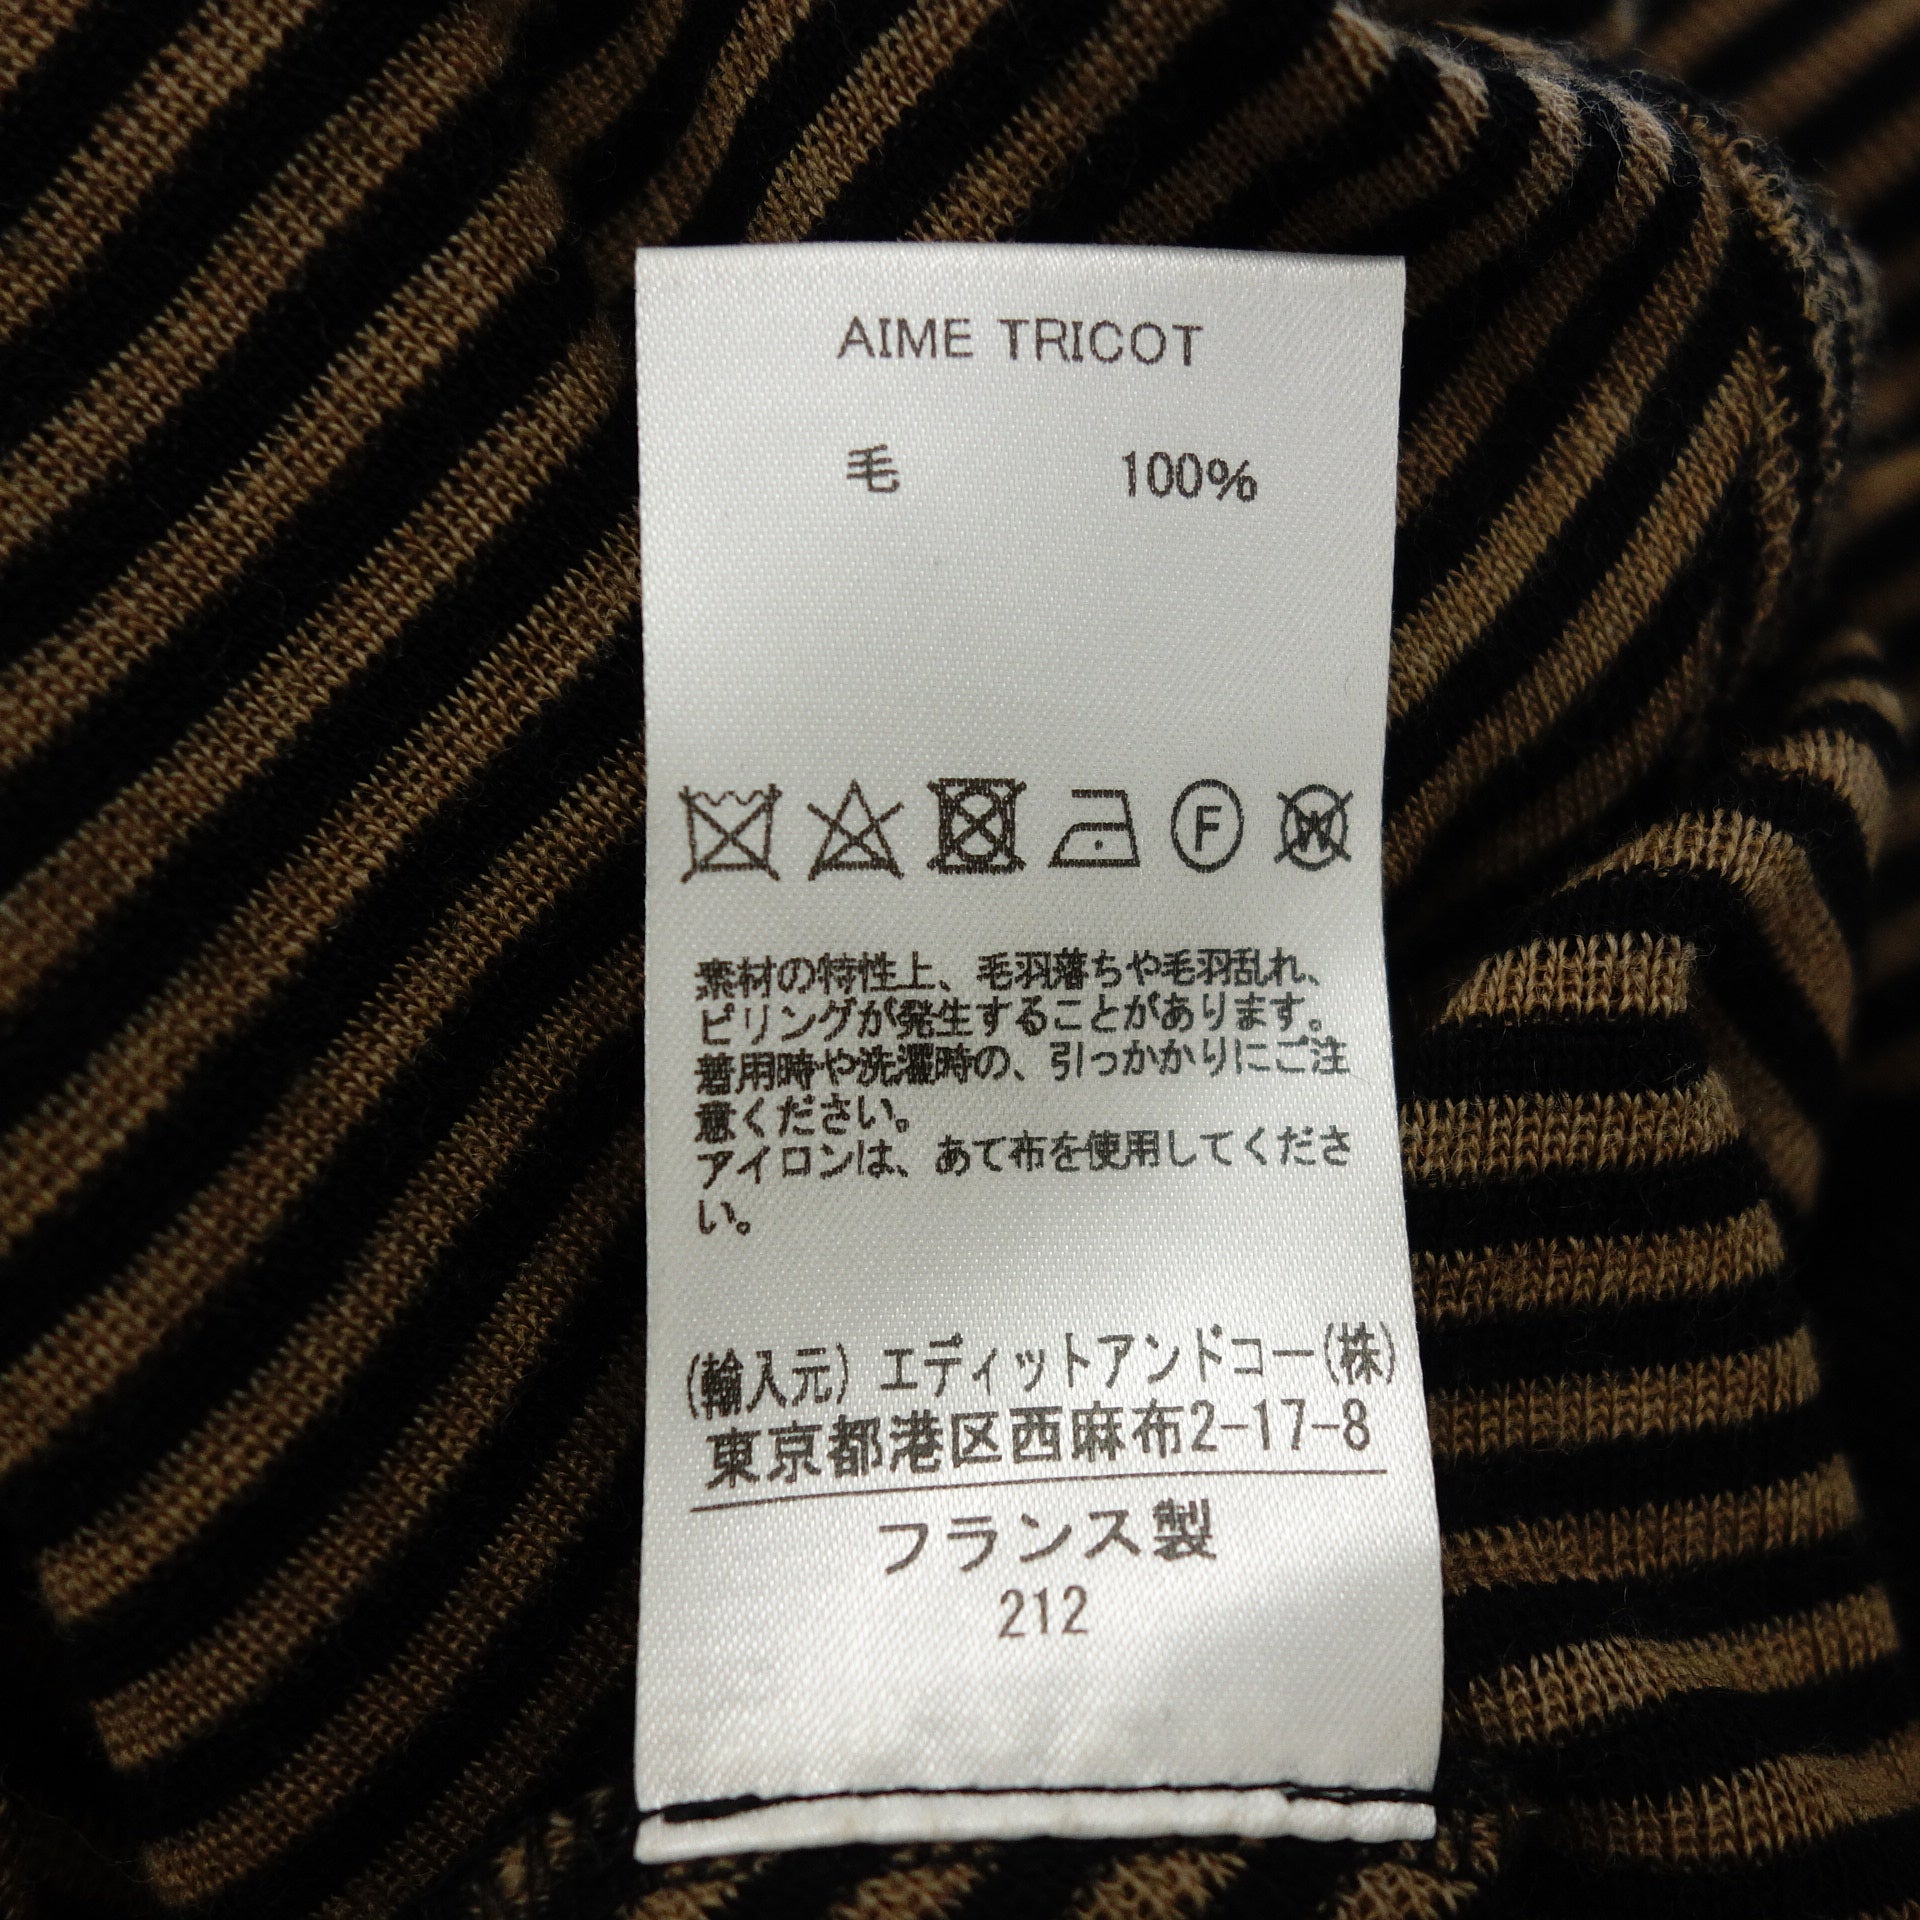 AIME TRICOT
毛 100%
F W
素材の特性上、毛羽落ちや毛羽乱れ、
ピリングが発生することがあります。
着用時や洗濯時の、引っかかりにご注
意ください。
アイロンは、あて布を使用してくださ
い。
(輸入元) エディットアンドコー(株)
東京都港区西麻布2-17-8
フランス製
212